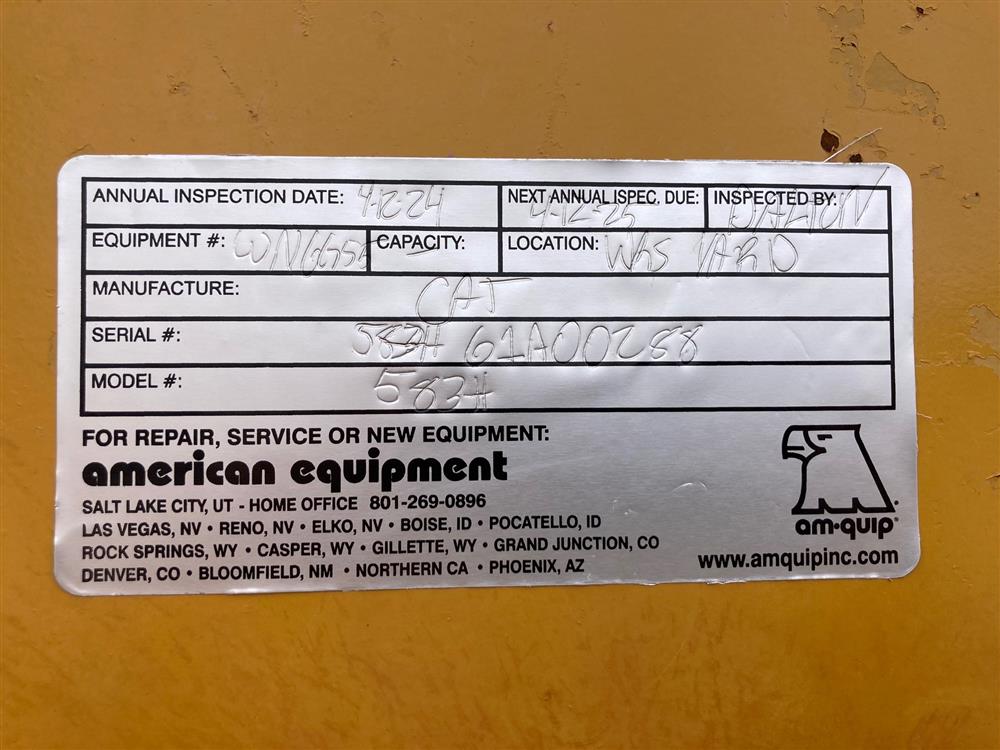 ANNUAL INSPECTION DATE: 4-12-24 NEXT ANNUAL ISPEC. DUE: 4-12-25 INSPECTED BY: DALTON
EQUIPMENT #: CAPACITY: LOCATION: YARD
MANUFACTURE: CAT
SERIAL #: 583H 61A00288
MODEL #: 583H
FOR REPAIR, SERVICE OR NEW EQUIPMENT:
american equipment
SALT LAKE CITY, UT - HOME OFFICE 801-269-0896
LAS VEGAS, NV • RENO, NV • ELKO, NV • BOISE, ID • POCATELLO, ID
ROCK SPRINGS, WY • CASPER, WY • GILLETTE, WY • GRAND JUNCTION, CO
DENVER, CO • BLOOMFIELD, NM • NORTHERN CA • PHOENIX, AZ
am-quip
www.amquipinc.com